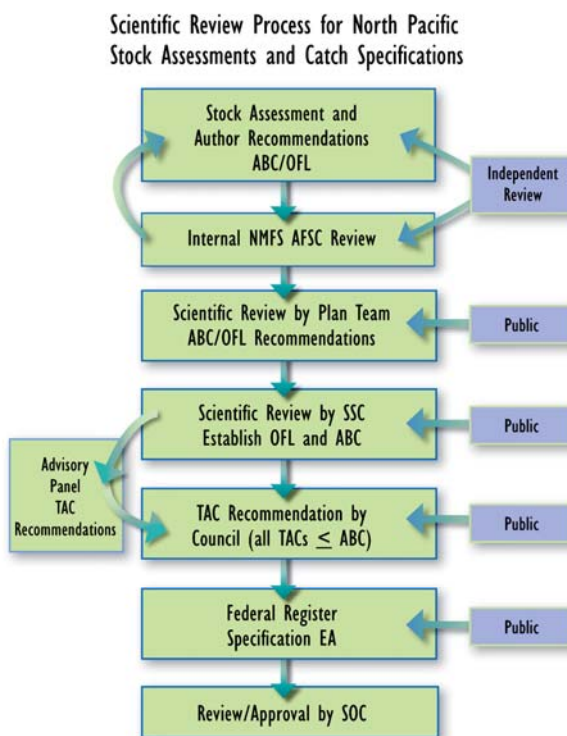 Scientific Review Process for North Pacific
Stock Assessments and Catch Specifications
Stock Assessment and
Author Recommendations
ABC/OFL
Independent
Review
Internal NMFS AFSC Review
Scientific Review by Plan Team
ABC/OFL Recommendations
Public
Scientific Review by SSC
Establish OFL and ABC
Public
Advisory
Panel
TAC
Recommendations
TAC Recommendation by
Council (all TACs ≤ ABC)
Public
Federal Register
Specification EA
Public
Review/Approval by SOC